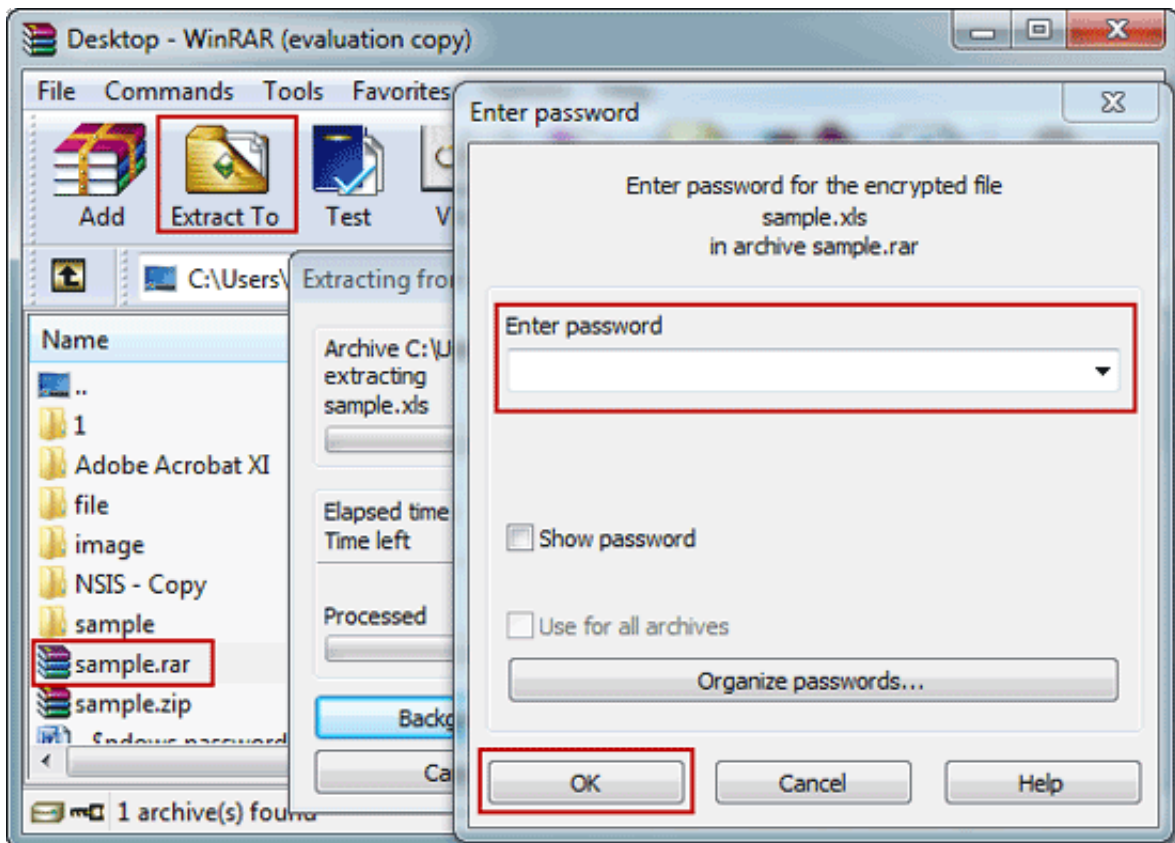 Desktop - WinRAR (evaluation copy)
File Commands Tools Favorites
Add Extract To Test
C:\Users\
Name
..
1
Adobe Acrobat XI
file
image
NSIS - Copy
sample
sample.rar
sample.zip
1 archive(s) found
Extracting from
Archive C:\U
extracting
sample.xls
Elapsed time
Time left
Processed
Backg
Ca
Enter password
Enter password for the encrypted file
sample.xls
in archive sample.rar
Enter password
Show password
Use for all archives
Organize passwords...
OK Cancel Help